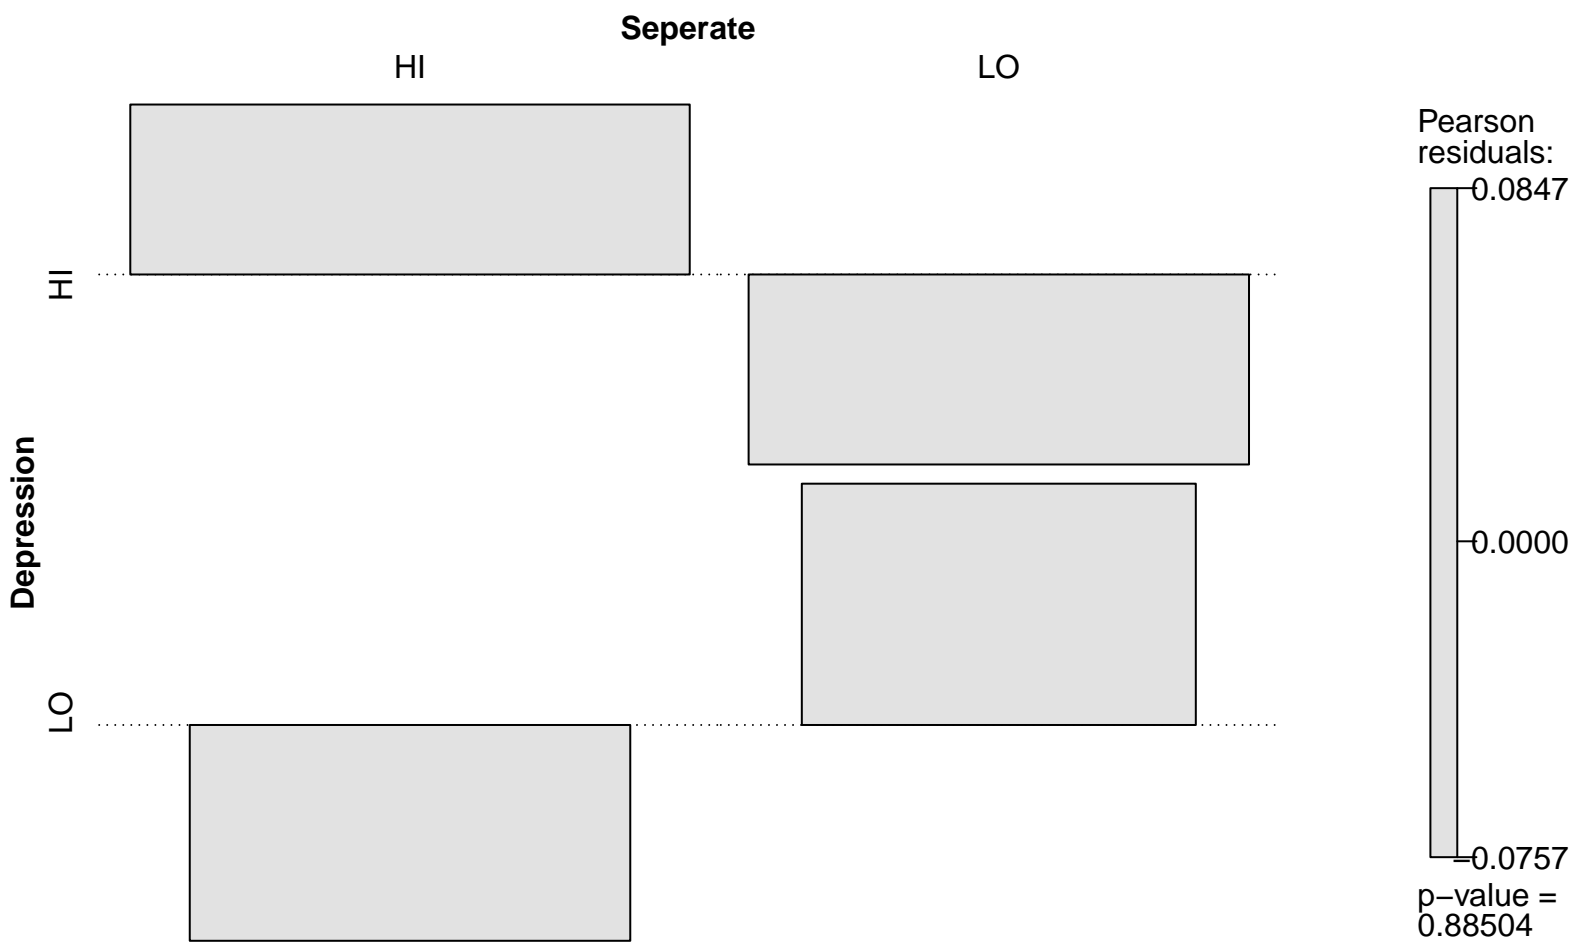 Seperate
HI
LO
HI
Depression
LO
Pearson
residuals:
0.0847
0.0000
−0.0757
p−value =
0.88504